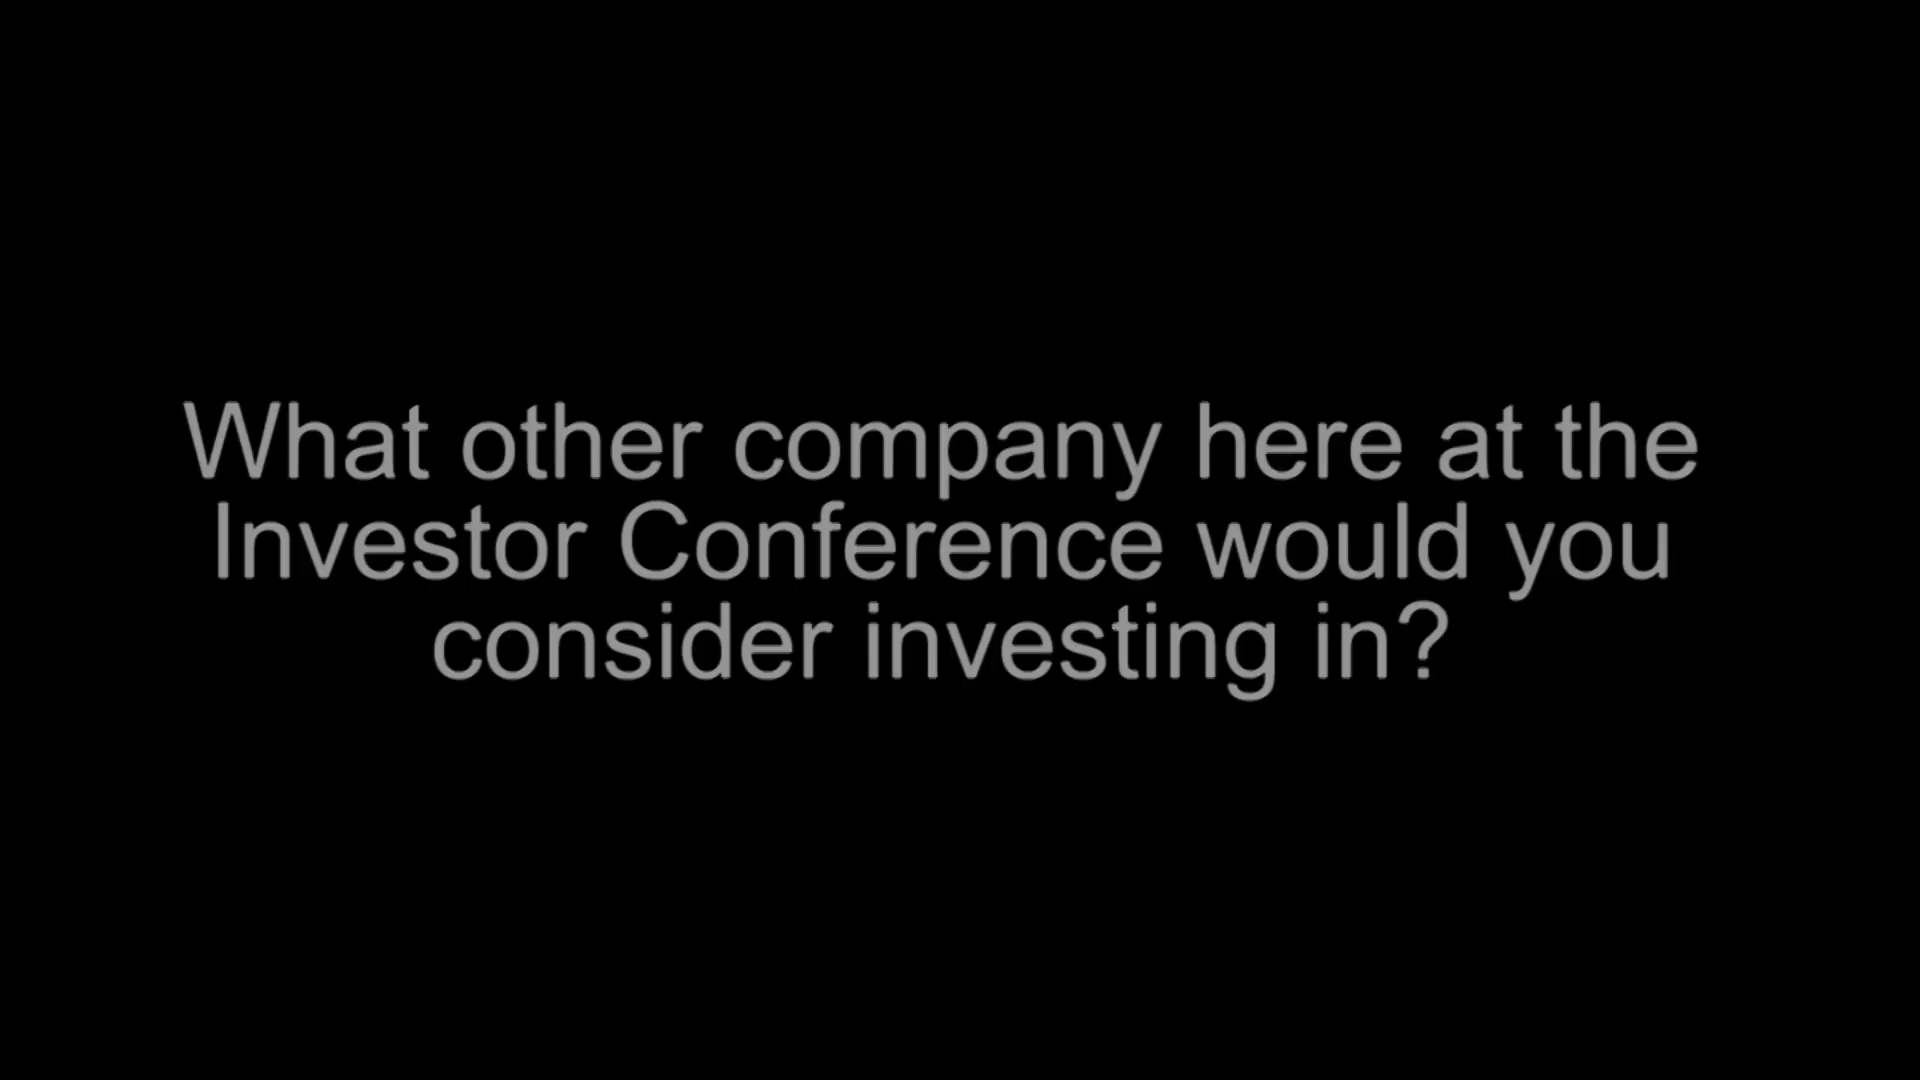 What other company here at the
Investor Conference would you
consider investing in?